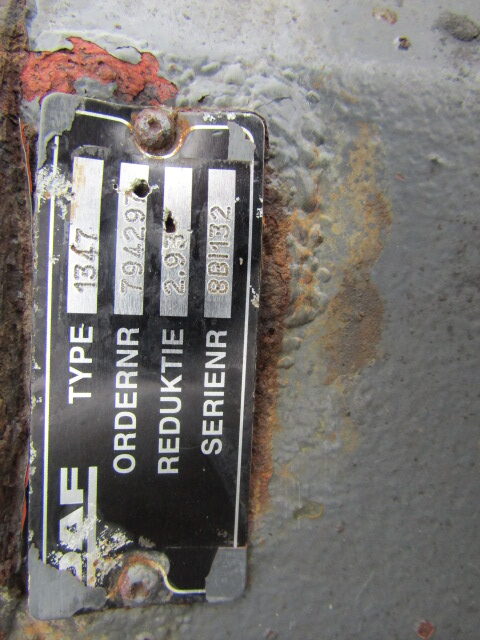 DAF
TYPE 1347
ORDERNR 794297
REDUKTIE 2.93
SERIENR 8BI132